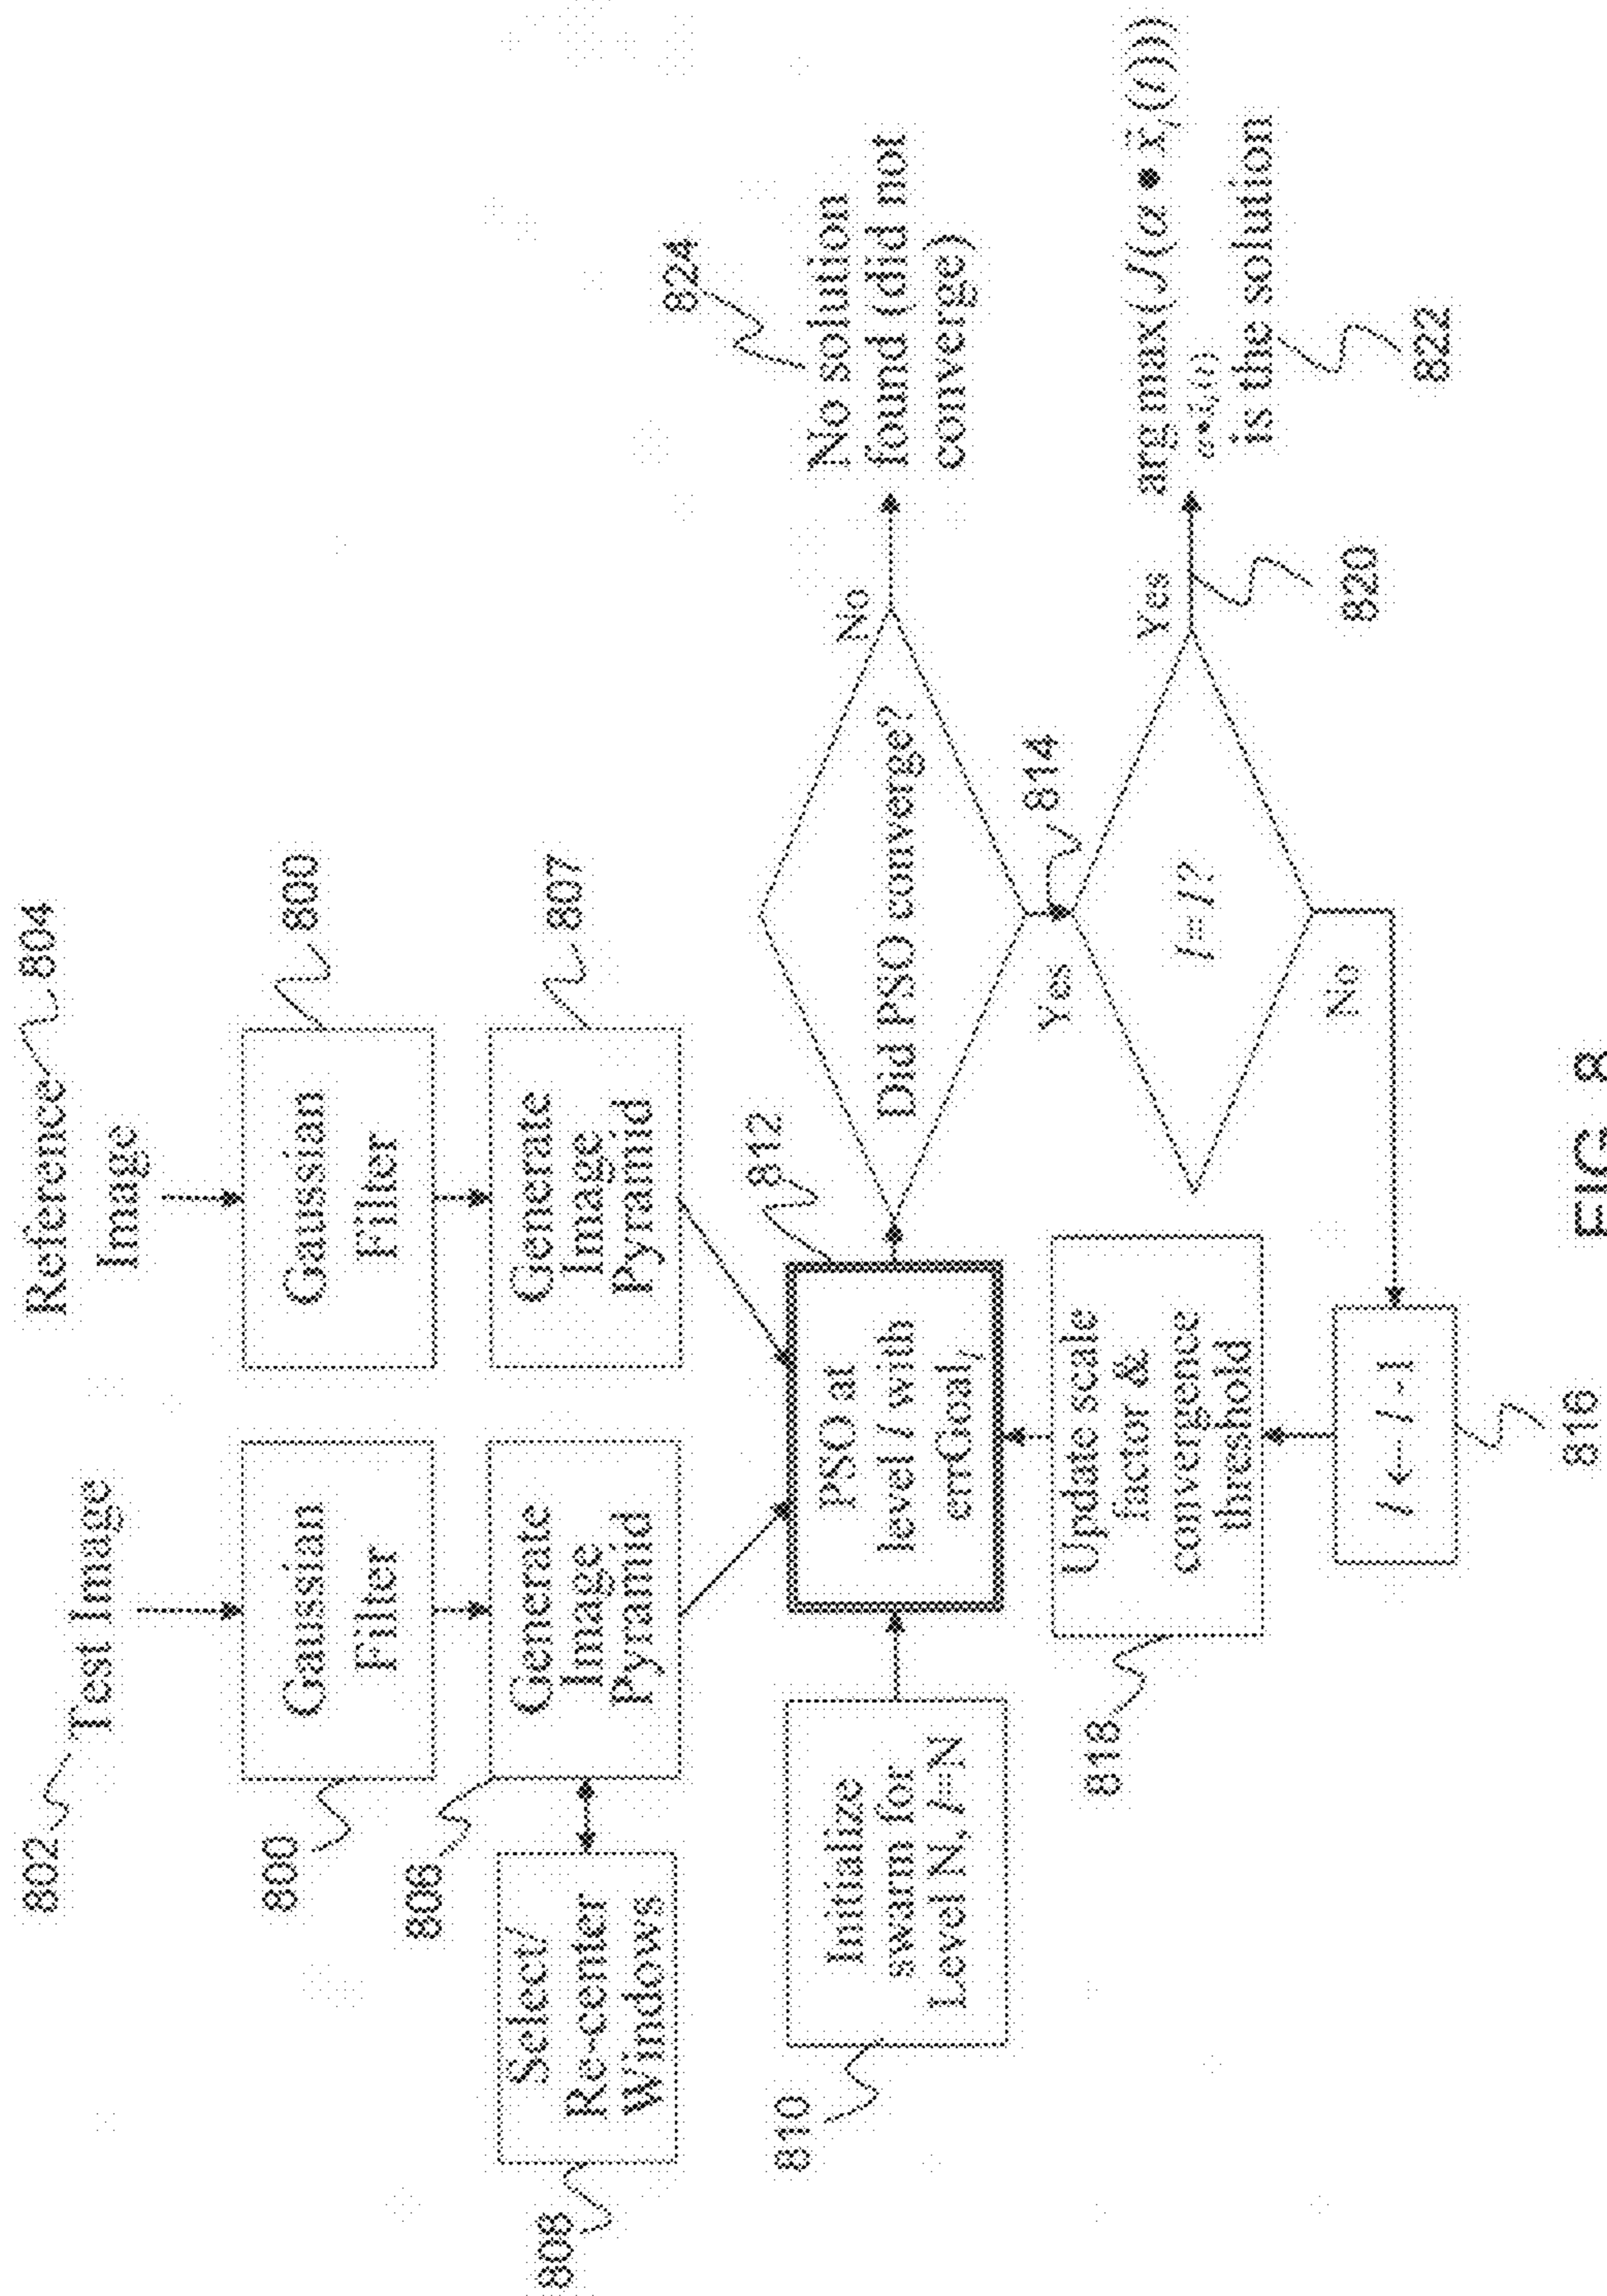 802
Test Image
Reference
Image
804
800
Gaussian
Filter
Gaussian
Filter
800
806
808
Select/
Re-center
Windows
Generate
Image
Pyramid
Generate
Image
Pyramid
807
810
Initialize
swarm for
Level N, l=N
PSO at
level l with
errGoal
812
Did PSO converge?
No
No solution
found (did not
converge)
824
Yes
814
818
Update scale
factor &
convergence
threshold
l=1?
Yes
820
arg max(J(α • x̄ᵢ(t)))
α•x̄ᵢ(t)
is the solution
822
No
l ← l -1
816
FIG. 8